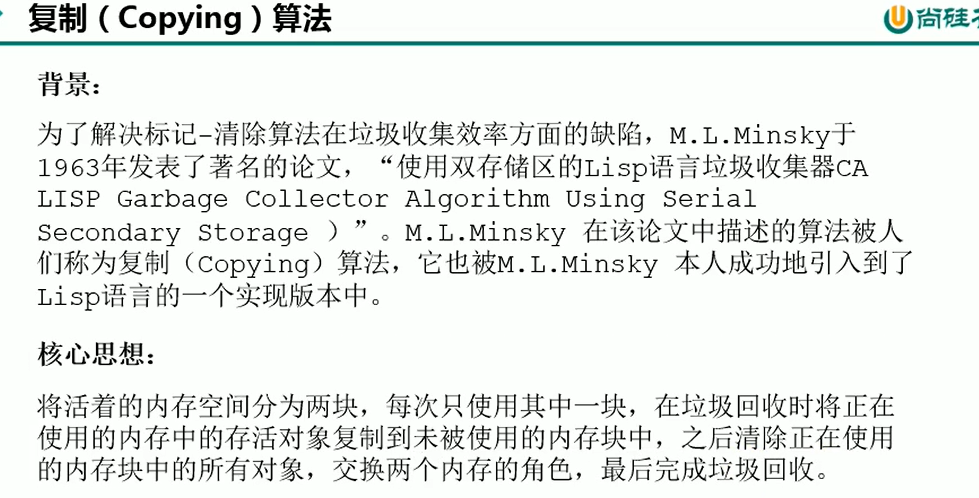 复制（Copying）算法
尚硅谷
背景：
为了解决标记-清除算法在垃圾收集效率方面的缺陷，M.L.Minsky于
1963年发表了著名的论文，“使用双存储区的Lisp语言垃圾收集器CA
LISP Garbage Collector Algorithm Using Serial
Secondary Storage ）”。M.L.Minsky 在该论文中描述的算法被人
们称为复制（Copying）算法，它也被M.L.Minsky 本人成功地引入到了
Lisp语言的一个实现版本中。
核心思想：
将活着的内存空间分为两块，每次只使用其中一块，在垃圾回收时将正在
使用的内存中的存活对象复制到未被使用的内存块中，之后清除正在使用
的内存块中的所有对象，交换两个内存的角色，最后完成垃圾回收。